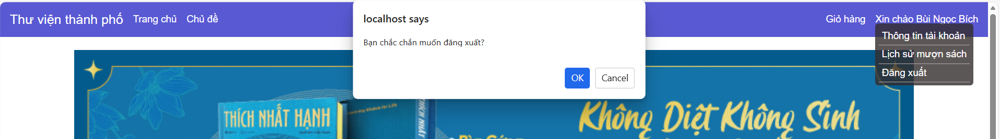 Thư viện thành phố Trang chủ Chủ đề
localhost says
Bạn chắc chắn muốn đăng xuất?
OK Cancel
Giỏ hàng Xin chào Bùi Ngọc Bích
Thông tin tài khoản
Lịch sử mượn sách
Đăng xuất
THÍCH NHẤT HẠNH
THÍCH NHẤT
Không Diệt Không Sinh